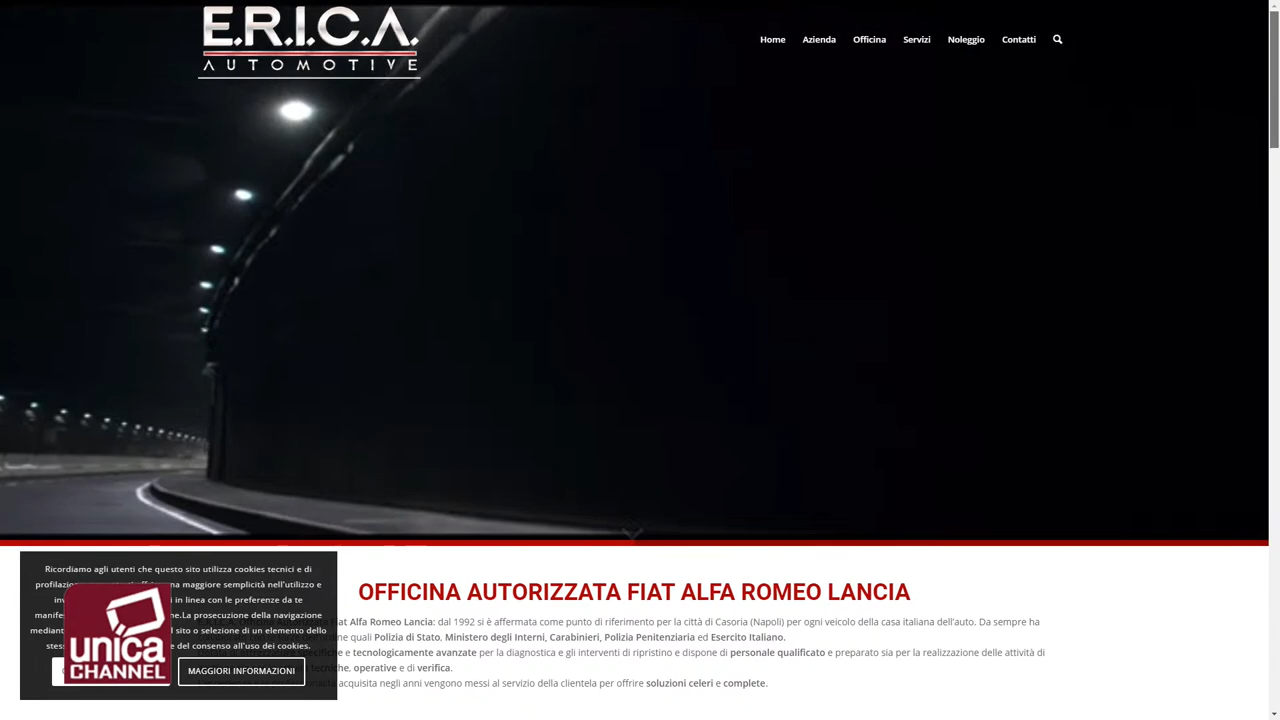 E.R.I.C.A.
AUTOMOTIVE
Home Azienda Officina Servizi Noleggio Contatti
OFFICINA AUTORIZZATA FIAT ALFA ROMEO LANCIA
Fiat Alfa Romeo Lancia: dal 1992 si è affermata come punto di riferimento per la città di Casoria (Napoli) per ogni veicolo della casa italiana dell'auto. Da sempre ha
quali Polizia di Stato, Ministero degli Interni, Carabinieri, Polizia Penitenziaria ed Esercito Italiano.
e tecnologicamente avanzate per la diagnostica e gli interventi di ripristino e dispone di personale qualificato e preparato sia per la realizzazione delle attività di
tecniche, operative e di verifica.
acquisita negli anni vengono messi al servizio della clientela per offrire soluzioni celeri e complete.
Ricordiamo agli utenti che questo sito utilizza cookies tecnici e di
una maggiore semplicità nell'utilizzo e
in linea con le preferenze da te
La prosecuzione della navigazione
mediante sito o selezione di un elemento dello
del consenso all'uso dei cookies.
MAGGIORI INFORMAZIONI
unica
CHANNEL